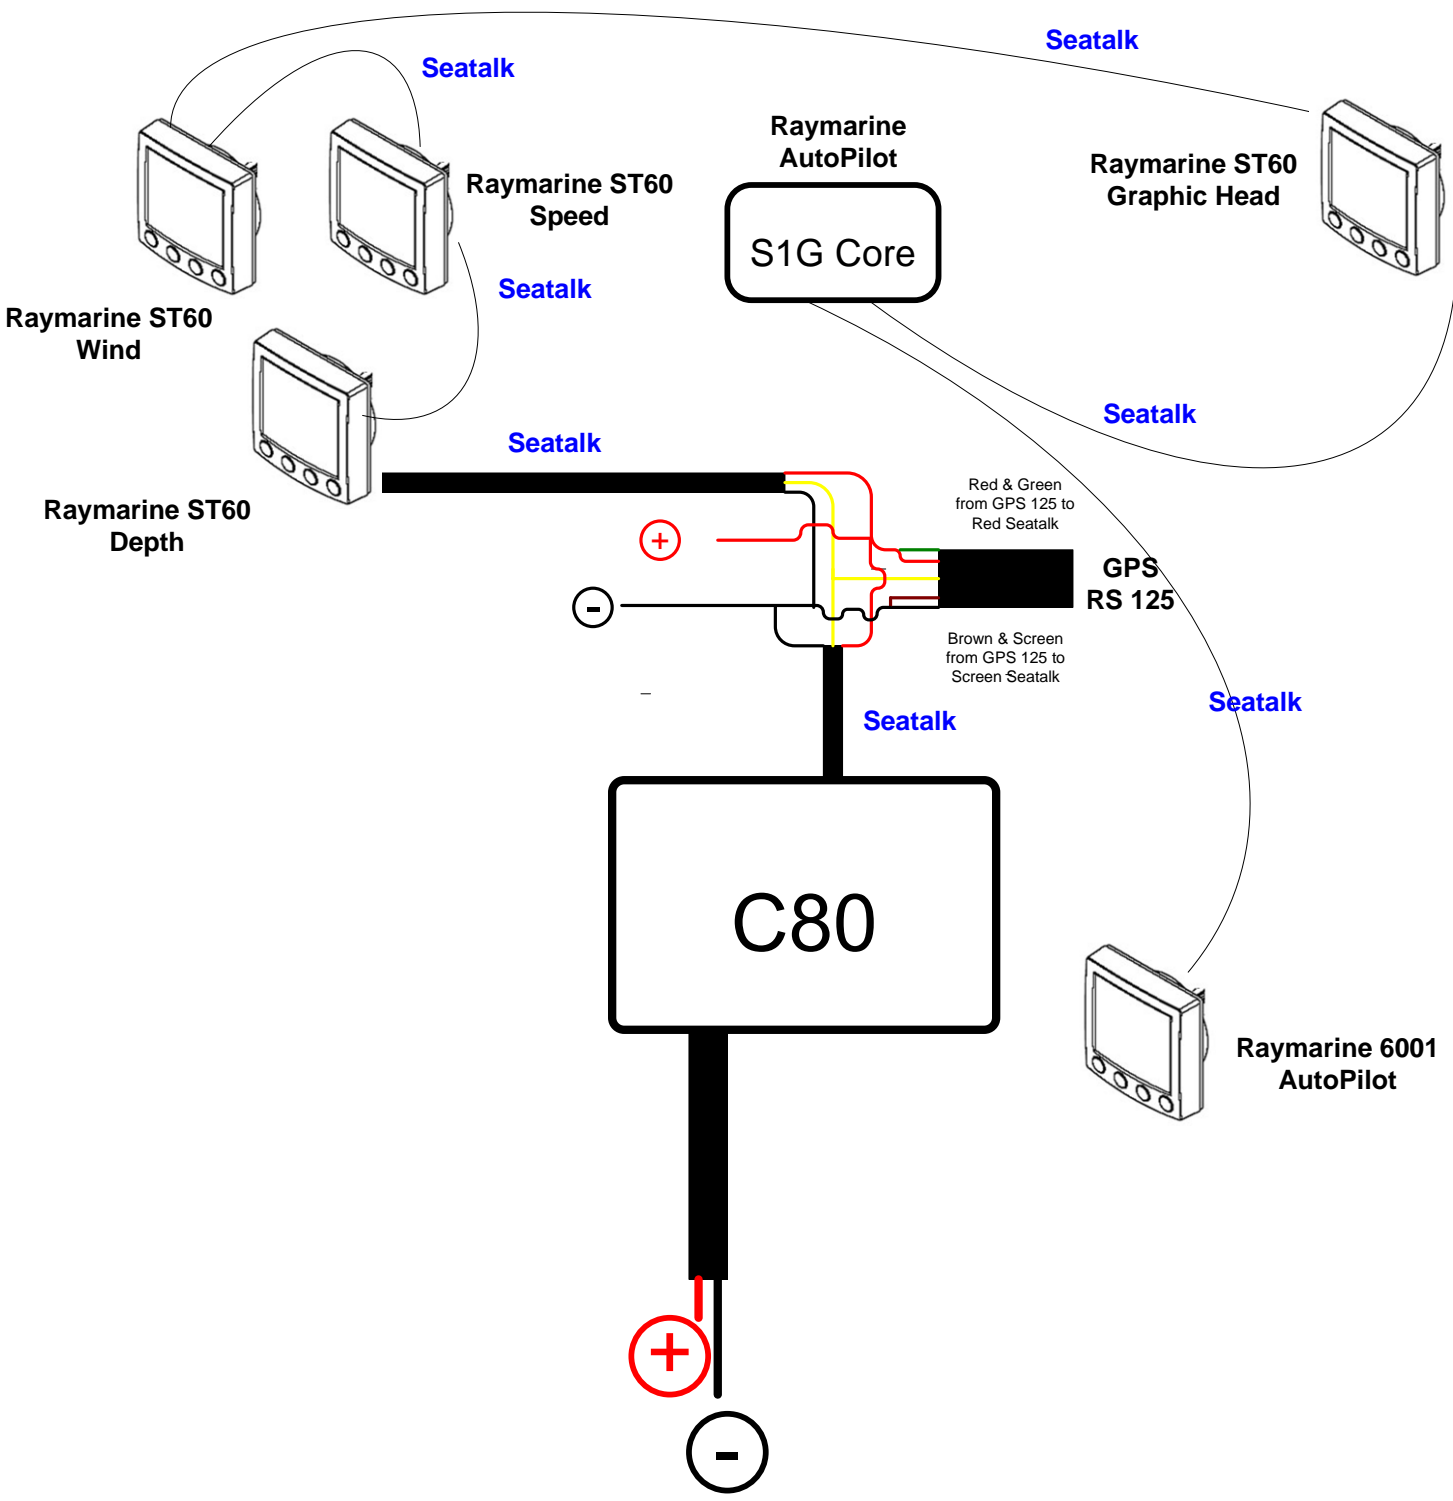 Seatalk
Seatalk
Raymarine
AutoPilot
S1G Core
Raymarine ST60
Graphic Head
Raymarine ST60
Speed
Seatalk
Raymarine ST60
Wind
Seatalk
Seatalk
Raymarine ST60
Depth
Red & Green
from GPS 125 to
Red Seatalk
+
-
GPS
RS 125
Brown & Screen
from GPS 125 to
Screen Seatalk
Seatalk
Seatalk
C80
Raymarine 6001
AutoPilot
+
-